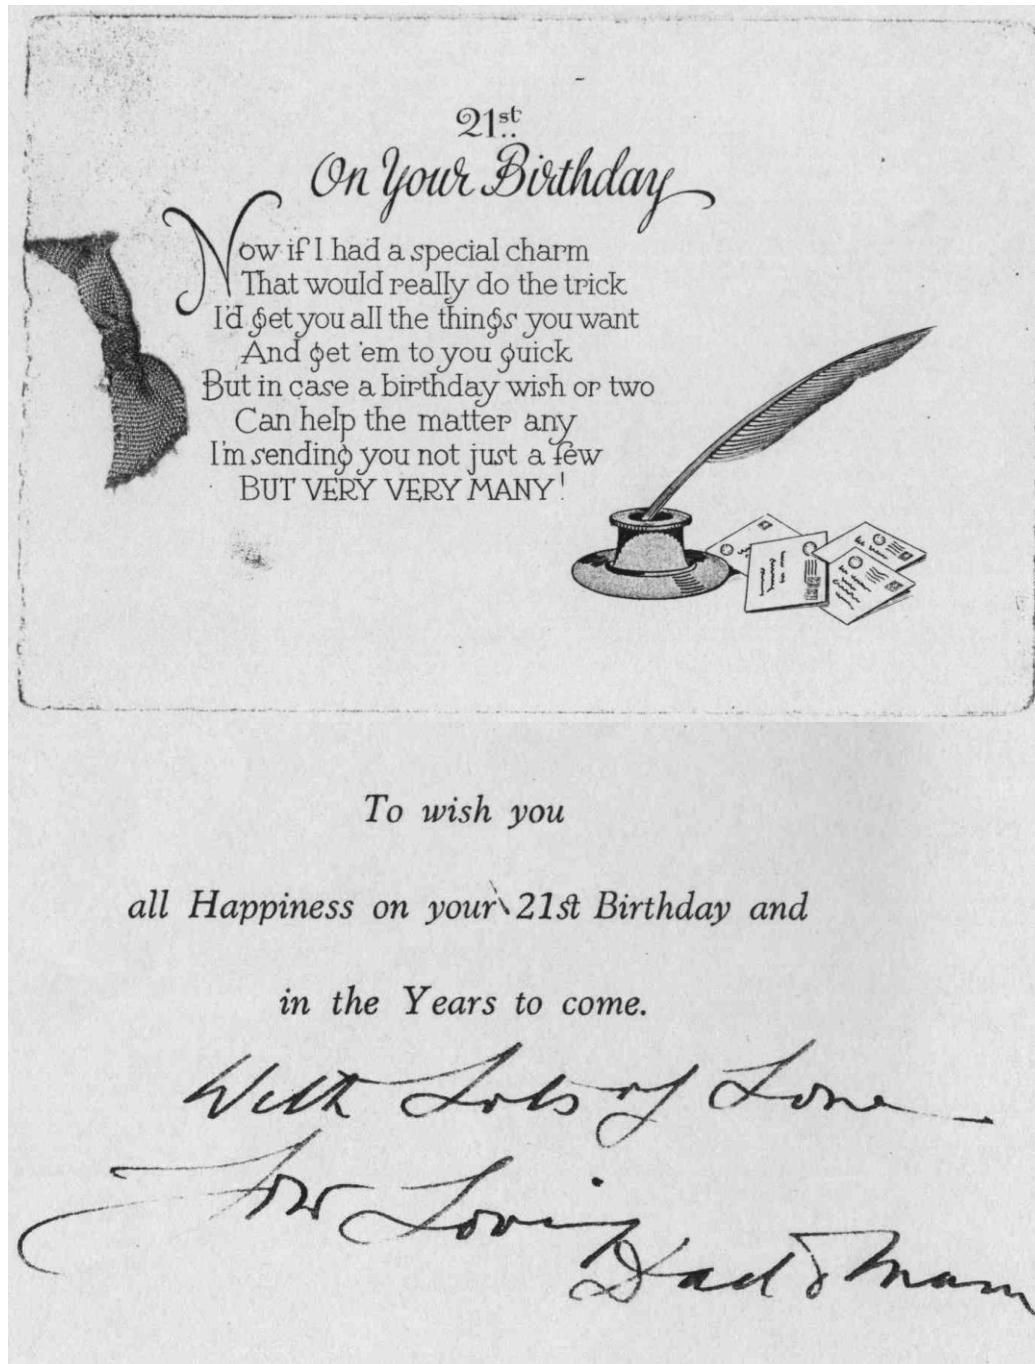 21st
On Your Birthday
Now if I had a special charm
That would really do the trick
I'd get you all the things you want
And get 'em to you quick
But in case a birthday wish or two
Can help the matter any
I'm sending you not just a few
BUT VERY VERY MANY!
To wish you
all Happiness on your 21st Birthday and
in the Years to come.
With Lots of Love
Loving
Dad & Mam